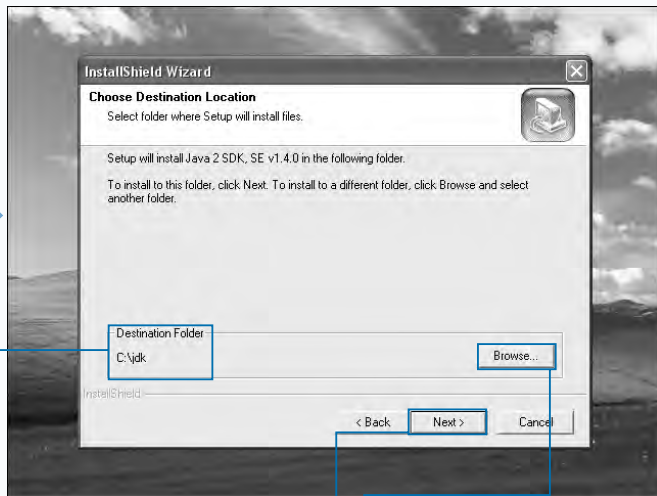 InstallShield Wizard
Choose Destination Location
Select folder where Setup will install files.
Setup will install Java 2 SDK, SE v1.4.0 in the following folder.
To install to this folder, click Next. To install to a different folder, click Browse and select
another folder.
Destination Folder
C:\jdk
Browse...
InstallShield
< Back
Next >
Cancel